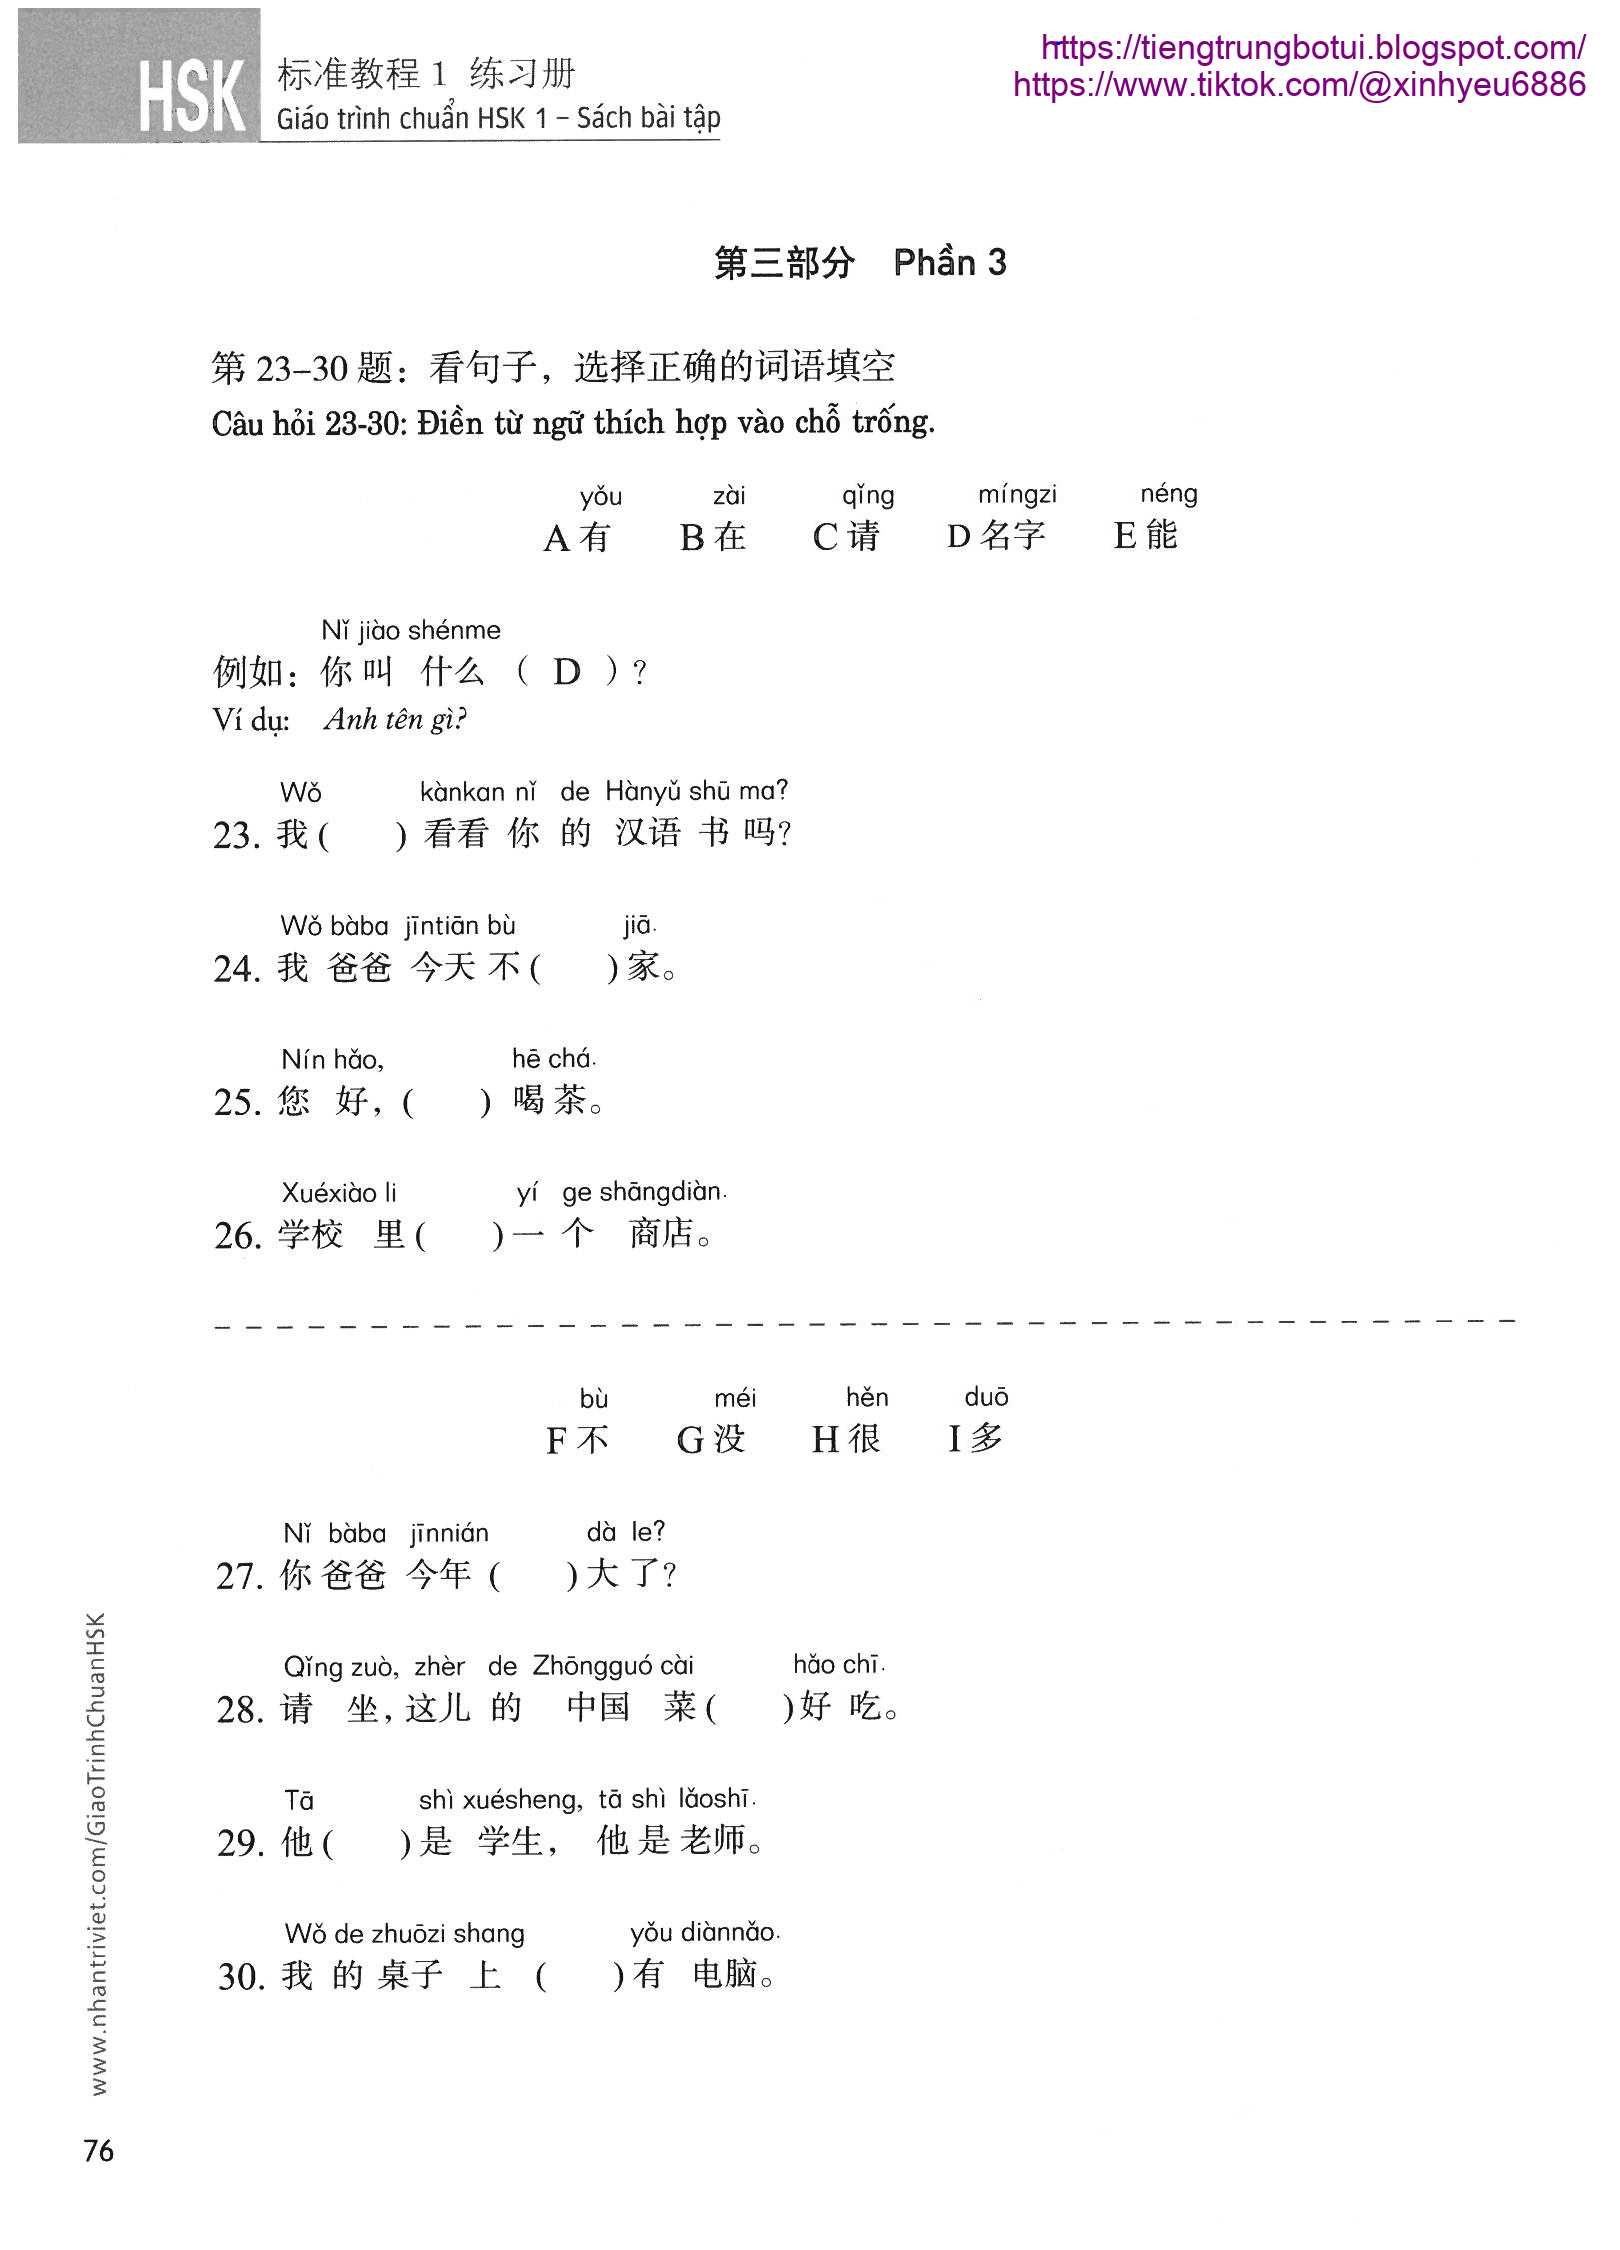 https://tiengtrungbotui.blogspot.com/
https://www.tiktok.com/@xinhyeu6886
HSK 标准教程 1 练习册
Giáo trình chuẩn HSK 1 – Sách bài tập
第三部分 Phần 3
第 23–30 题：看句子，选择正确的词语填空
Câu hỏi 23-30: Điền từ ngữ thích hợp vào chỗ trống.
yǒu zài qǐng míngzi néng
A 有 B 在 C 请 D 名字 E 能
Nǐ jiào shénme
例如：你 叫 什么 （ D ）?
Ví dụ: Anh tên gì?
Wǒ kànkan nǐ de Hànyǔ shū ma?
23. 我 ( ) 看看 你 的 汉语 书 吗?
Wǒ bàba jīntiān bù jiā.
24. 我 爸爸 今天 不 ( ) 家。
Nín hǎo, hē chá.
25. 您 好, ( ) 喝 茶。
Xuéxiào li yí ge shāngdiàn.
26. 学校 里 ( ) 一 个 商店。
bù méi hěn duō
F 不 G 没 H 很 I 多
Nǐ bàba jīnnián dà le?
27. 你 爸爸 今年 ( ) 大 了?
Qǐng zuò, zhèr de Zhōngguó cài hǎo chī.
28. 请 坐, 这儿 的 中国 菜 ( ) 好 吃。
Tā shì xuésheng, tā shì lǎoshī.
29. 他 ( ) 是 学生, 他 是 老师。
Wǒ de zhuōzi shang yǒu diànnǎo.
30. 我 的 桌子 上 ( ) 有 电脑。
www.nhantriviet.com/GiaoTrinhChuanHSK
76